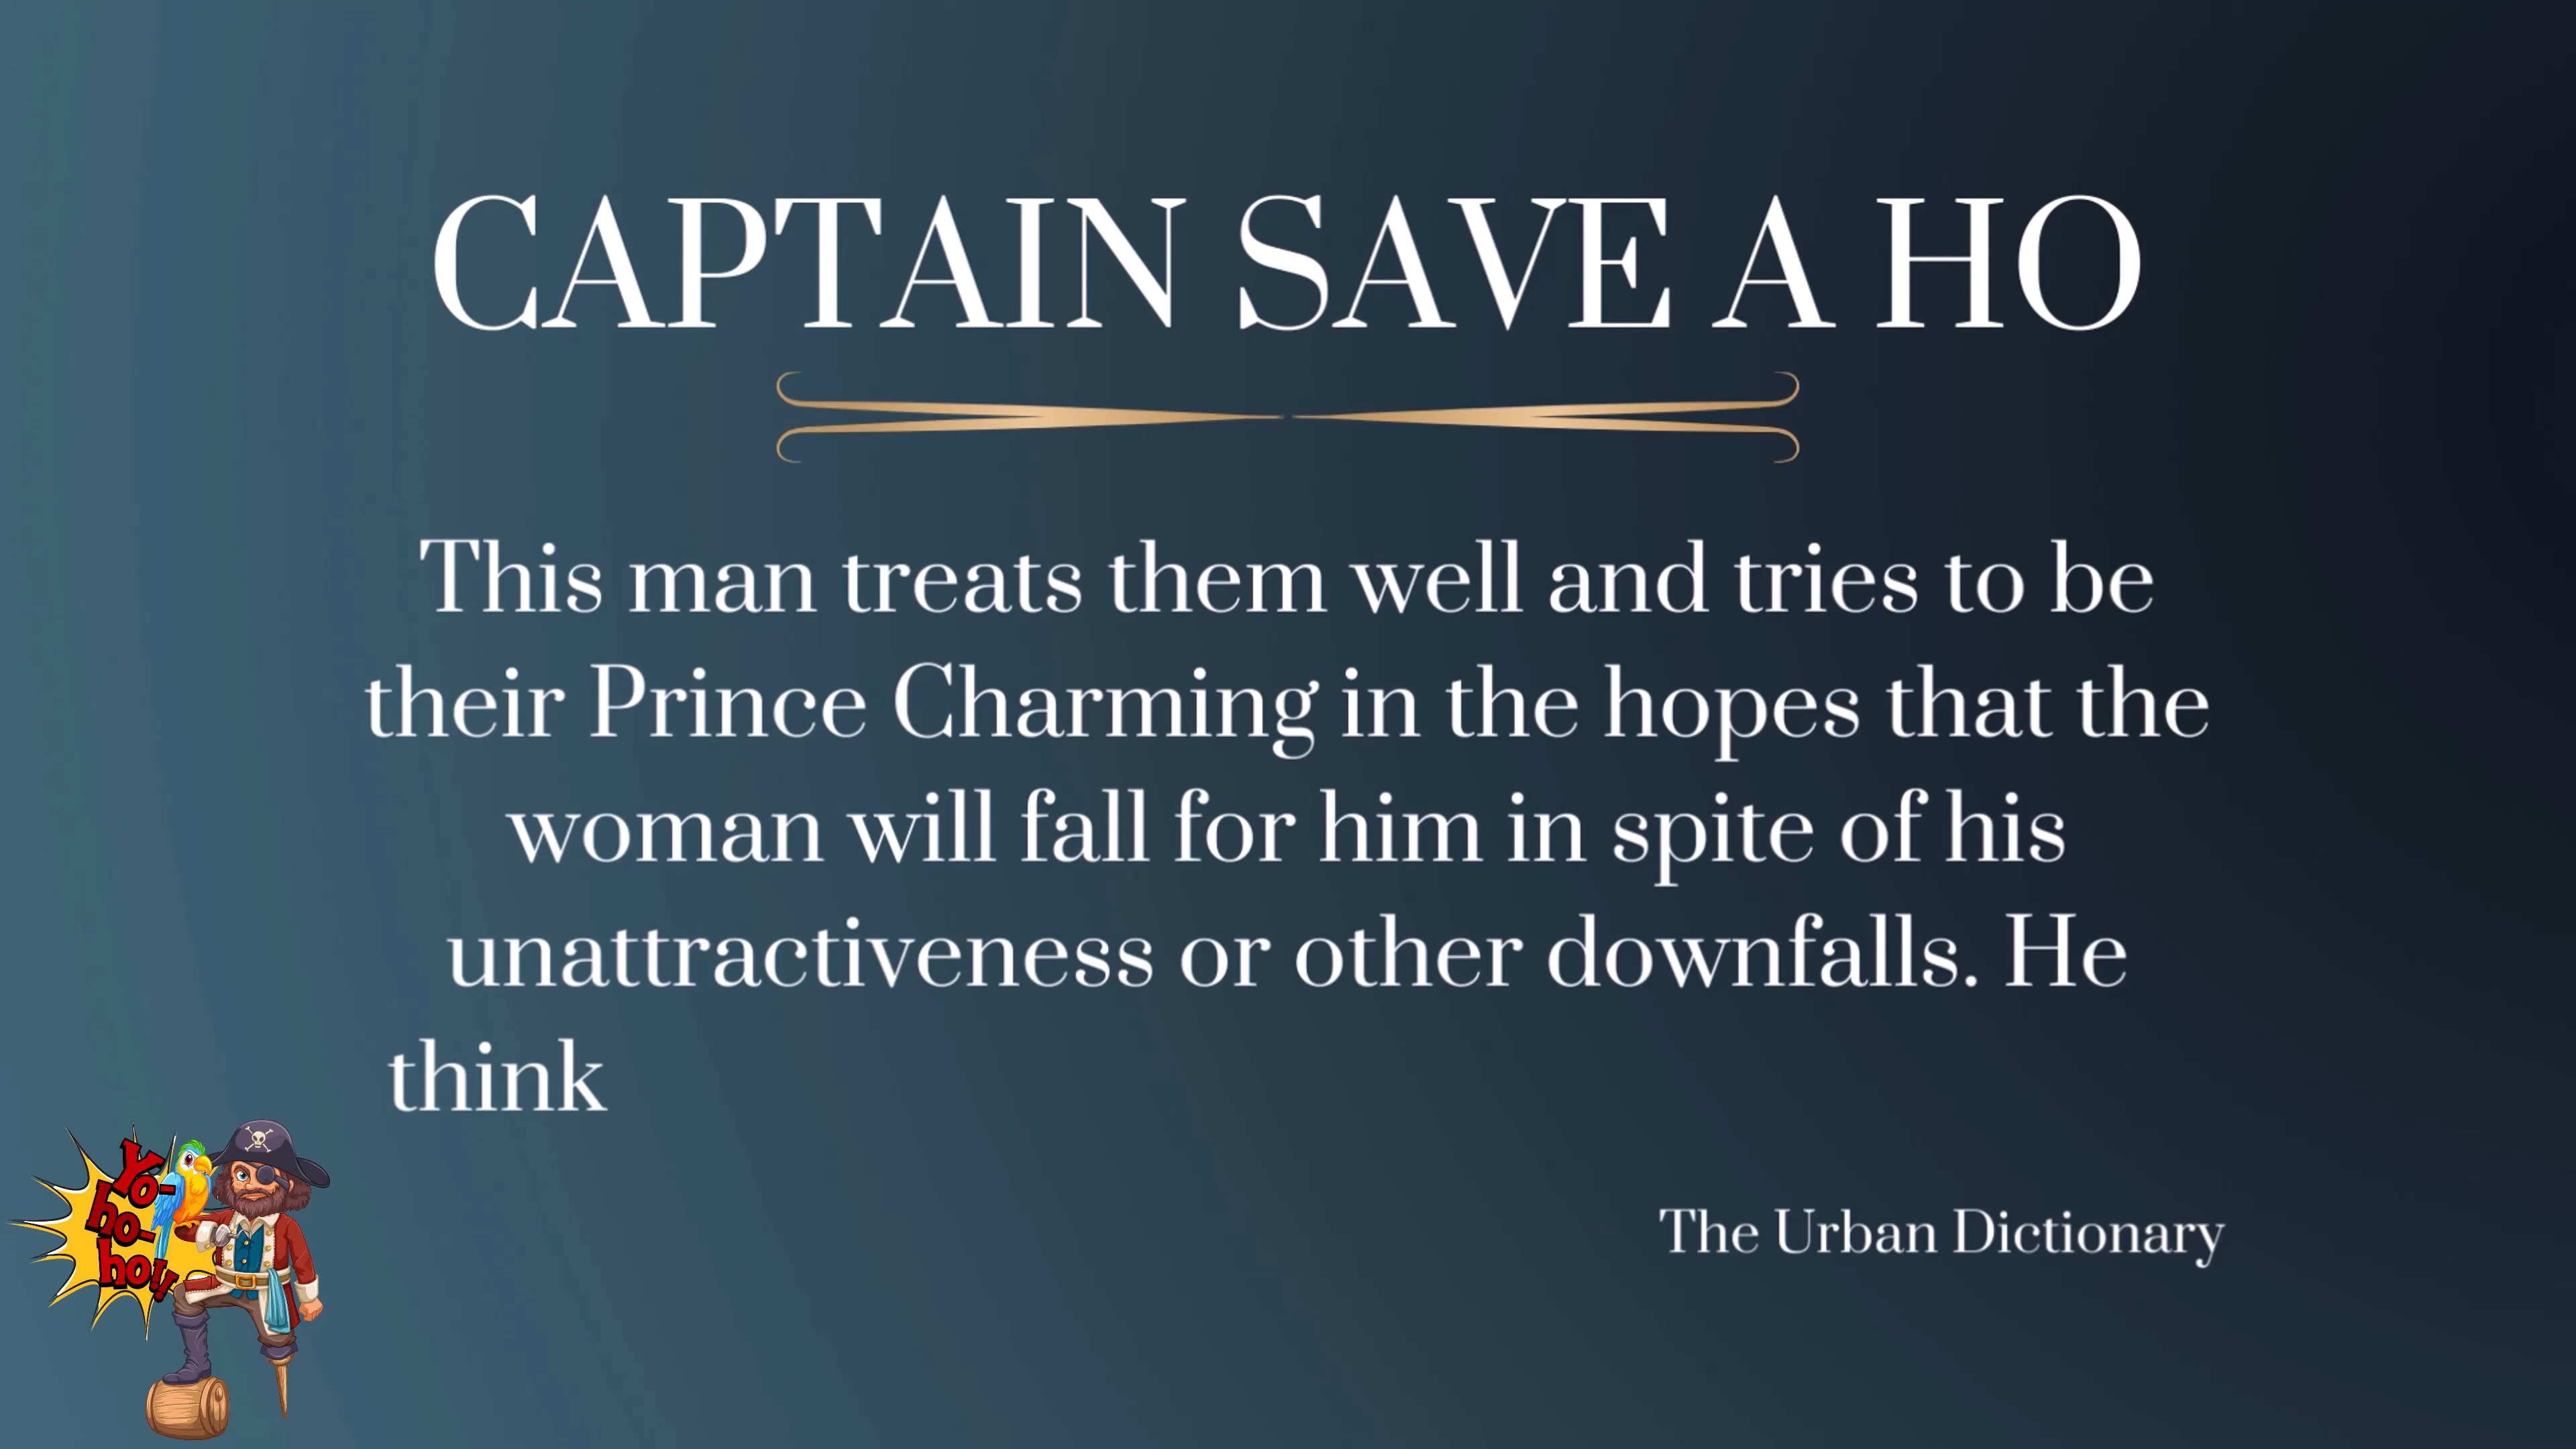 CAPTAIN SAVE A HO
This man treats them well and tries to be
their Prince Charming in the hopes that the
woman will fall for him in spite of his
unattractiveness or other downfalls. He
think
Yo-
ho-
ho!!
The Urban Dictionary